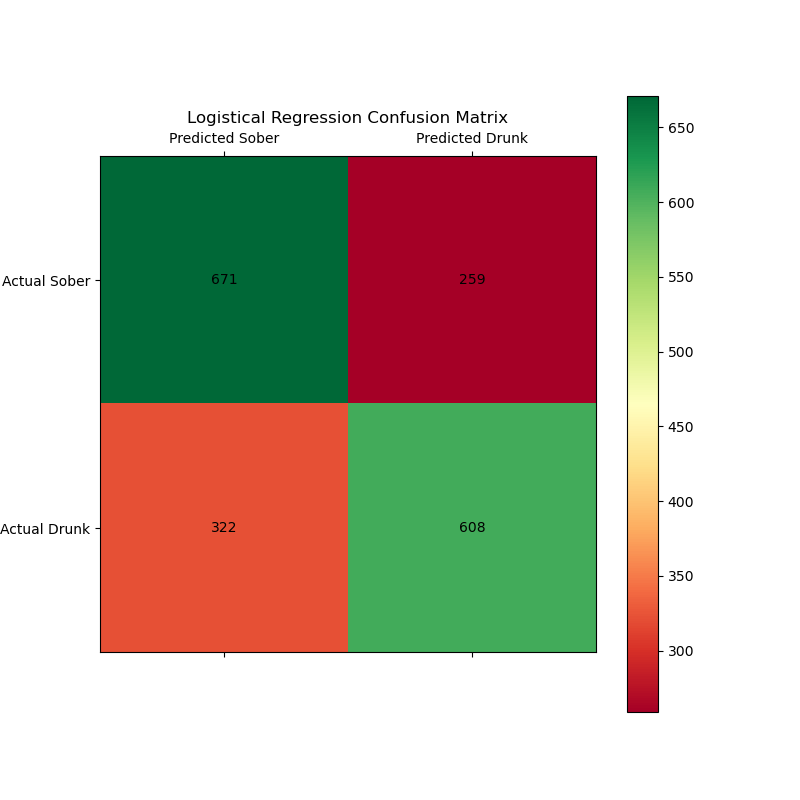 Logistical Regression Confusion Matrix
Predicted Sober Predicted Drunk
Actual Sober 671 259
Actual Drunk 322 608
650
600
550
500
450
400
350
300